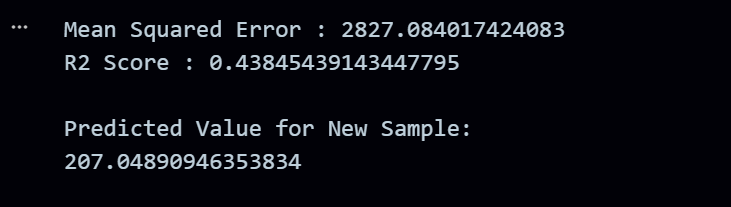 ...
Mean Squared Error : 2827.084017424083
R2 Score : 0.43845439143447795
Predicted Value for New Sample:
207.04890946353834